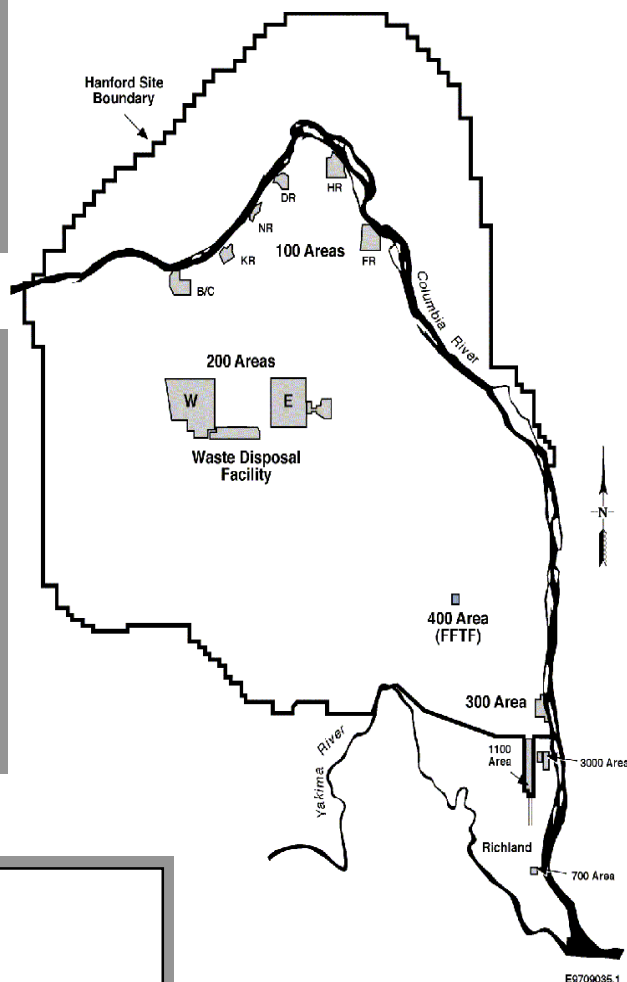 Hanford Site
Boundary
DR
HR
NR
KR
100 Areas
FR
B/C
Columbia River
200 Areas
W
E
Waste Disposal
Facility
N
400 Area
(FFTF)
300 Area
1100
Area
3000 Area
Yakima River
Richland
700 Area
E9709035.1